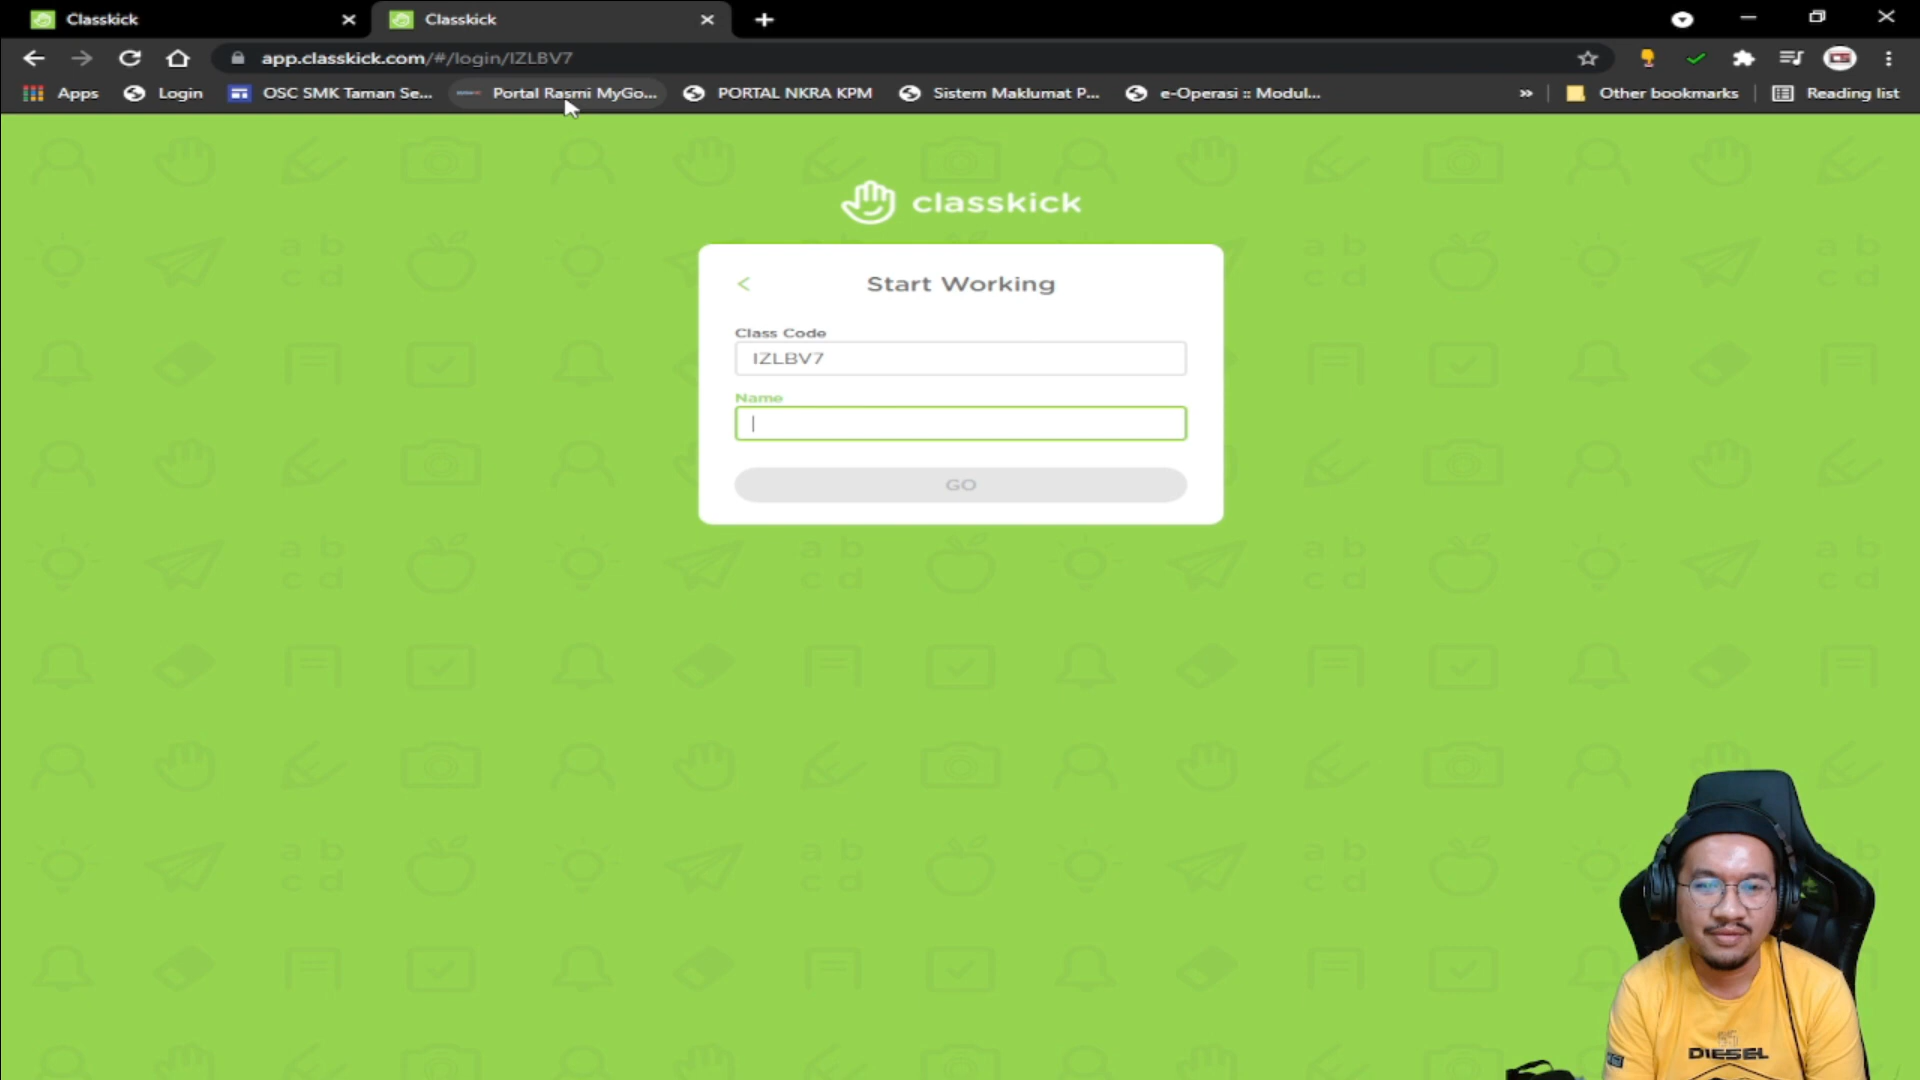 Classkick
Classkick
app.classkick.com/#/login/IZLBV7
Apps
Login
OSC SMK Taman Se...
Portal Rasmi MyGo...
PORTAL NKRA KPM
Sistem Maklumat P...
e-Operasi :: Modul...
»
Other bookmarks
Reading list
classkick
< Start Working
Class Code
IZLBV7
Name
GO
DIESEL